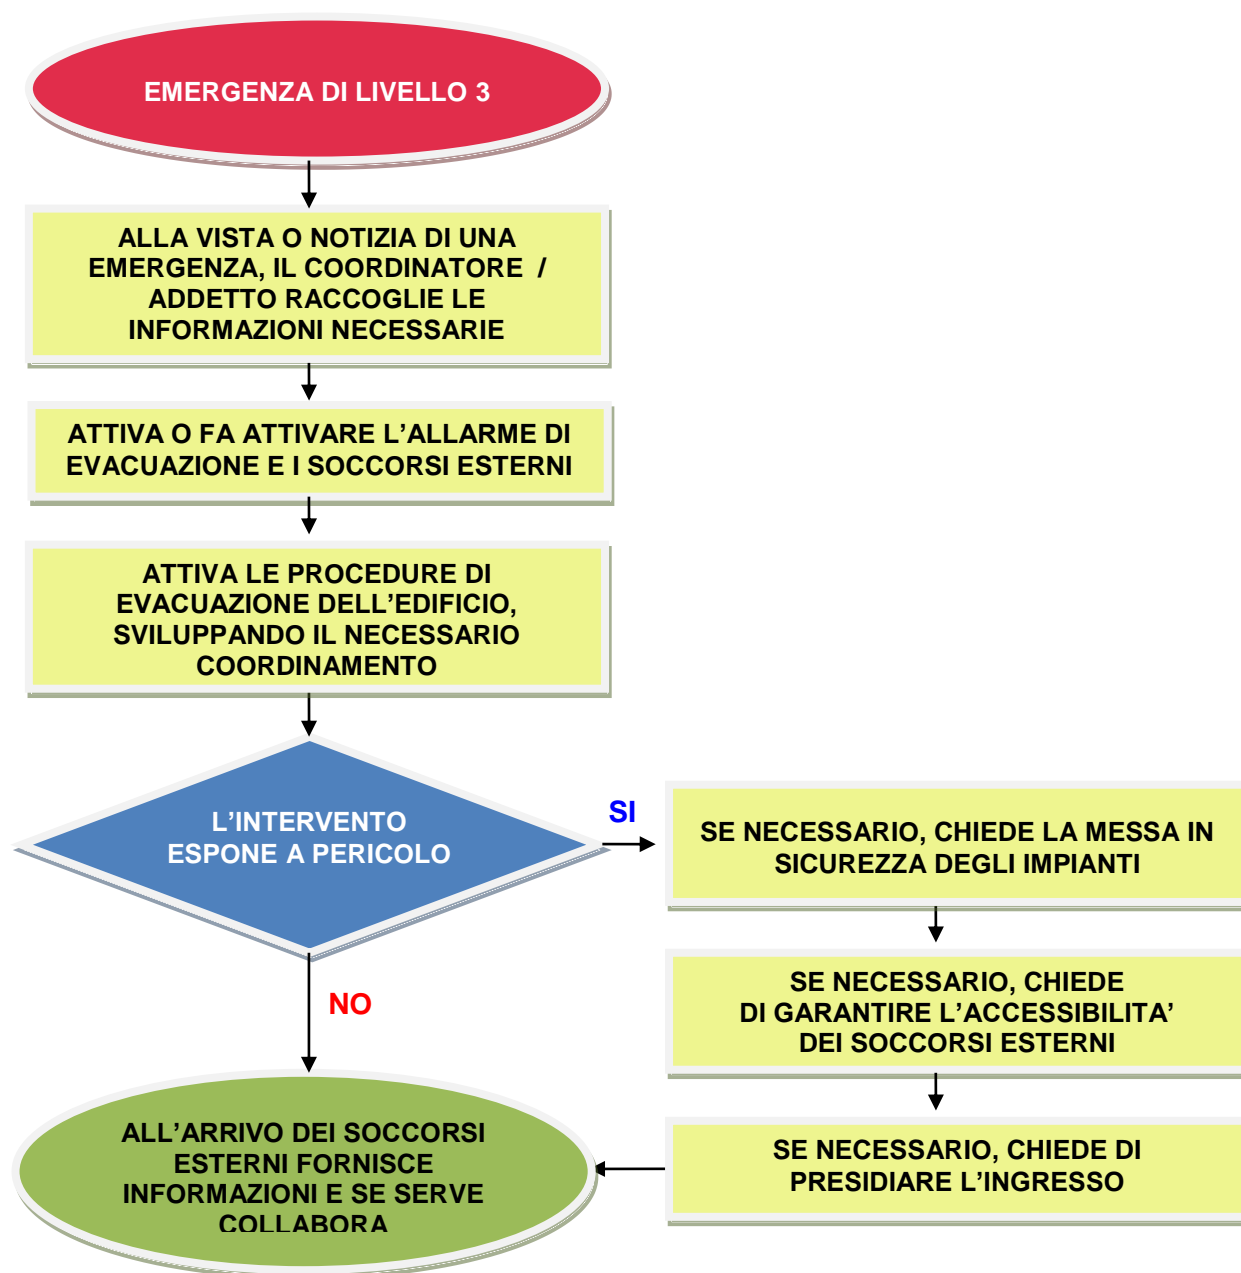 EMERGENZA DI LIVELLO 3
ALLA VISTA O NOTIZIA DI UNA
EMERGENZA, IL COORDINATORE /
ADDETTO RACCOGLIE LE
INFORMAZIONI NECESSARIE
ATTIVA O FA ATTIVARE L’ALLARME DI
EVACUAZIONE E I SOCCORSI ESTERNI
ATTIVA LE PROCEDURE DI
EVACUAZIONE DELL’EDIFICIO,
SVILUPPANDO IL NECESSARIO
COORDINAMENTO
L’INTERVENTO
ESPONE A PERICOLO
SI
SE NECESSARIO, CHIEDE LA MESSA IN
SICUREZZA DEGLI IMPIANTI
SE NECESSARIO, CHIEDE
DI GARANTIRE L’ACCESSIBILITA’
DEI SOCCORSI ESTERNI
SE NECESSARIO, CHIEDE DI
PRESIDIARE L’INGRESSO
NO
ALL’ARRIVO DEI SOCCORSI
ESTERNI FORNISCE
INFORMAZIONI E SE SERVE
COLLABORA